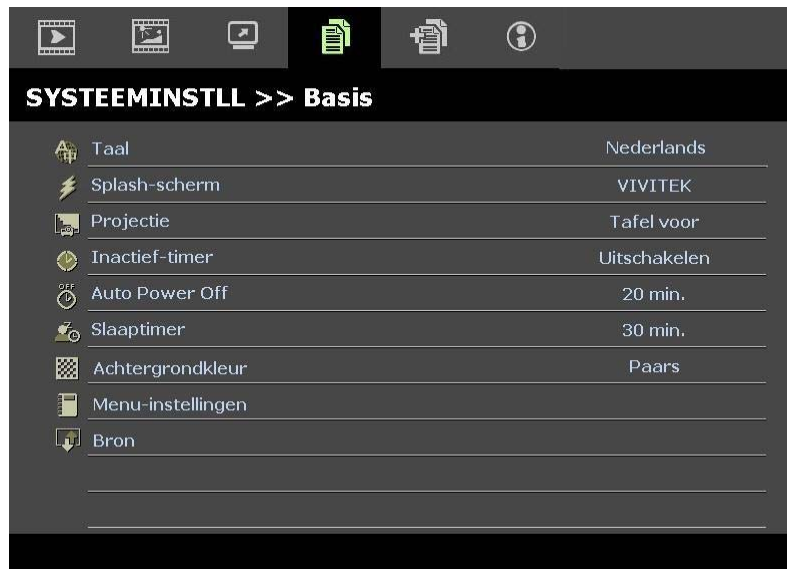 SYSTEEMINSTLL >> Basis
Taal Nederlands
Splash-scherm VIVITEK
Projectie Tafel voor
Inactief-timer Uitschakelen
OFF
Auto Power Off 20 min.
Slaaptimer 30 min.
Achtergrondkleur Paars
Menu-instellingen
Bron